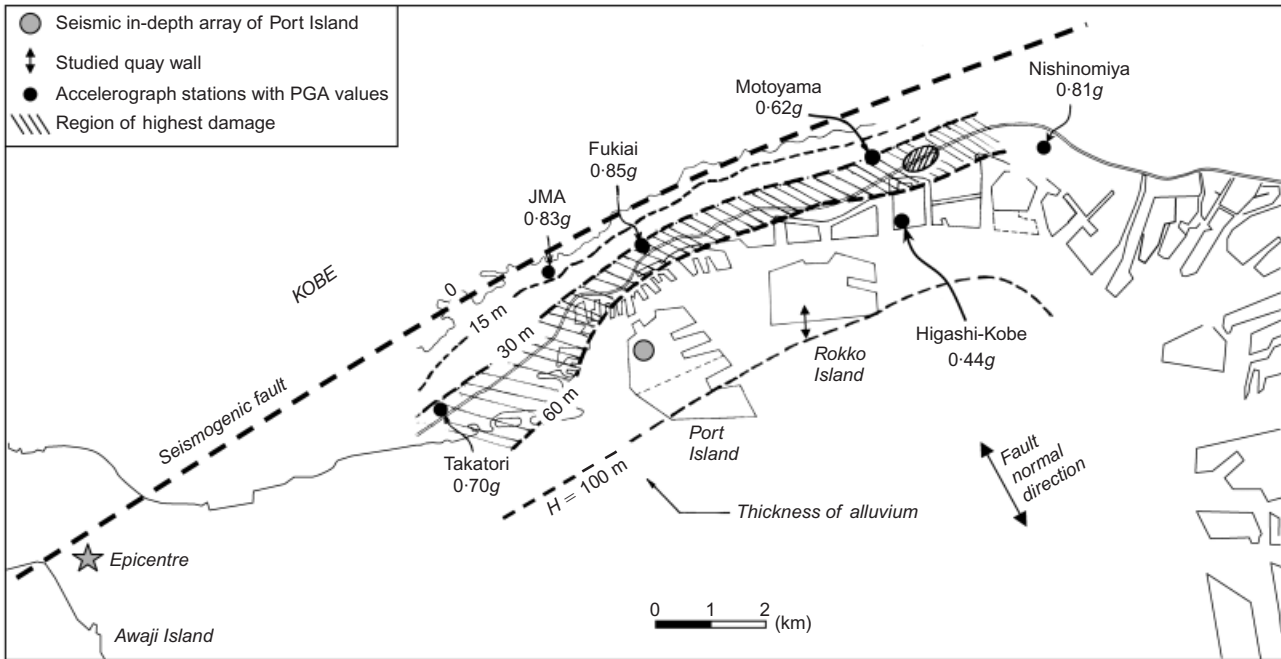 Seismic in-depth array of Port Island
Studied quay wall
Accelerograph stations with PGA values
Region of highest damage
Nishinomiya
0·81g
Motoyama
0·62g
Fukiai
0·85g
JMA
0·83g
KOBE
0
15 m
30 m
60 m
H = 100 m
Seismogenic fault
Rokko
Island
Higashi-Kobe
0·44g
Port
Island
Takatori
0·70g
Fault
normal
direction
Thickness of alluvium
Epicentre
Awaji Island
0 1 2
(km)